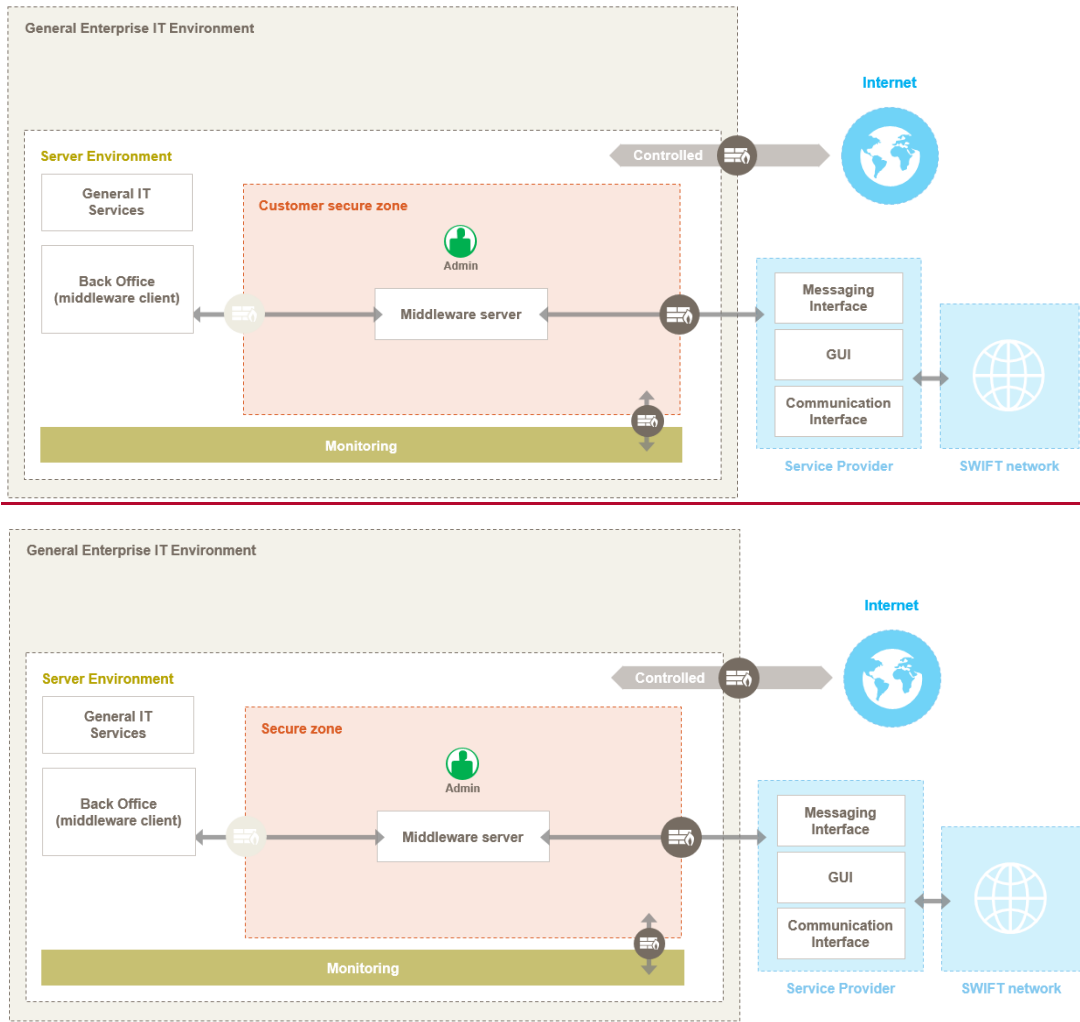 General Enterprise IT Environment
Internet
Server Environment
Controlled
General IT
Services
Customer secure zone
Admin
Back Office
(middleware client)
Middleware server
Messaging
Interface
GUI
Communication
Interface
Monitoring
Service Provider
SWIFT network
General Enterprise IT Environment
Internet
Server Environment
Controlled
General IT
Services
Secure zone
Admin
Back Office
(middleware client)
Middleware server
Messaging
Interface
GUI
Communication
Interface
Monitoring
Service Provider
SWIFT network